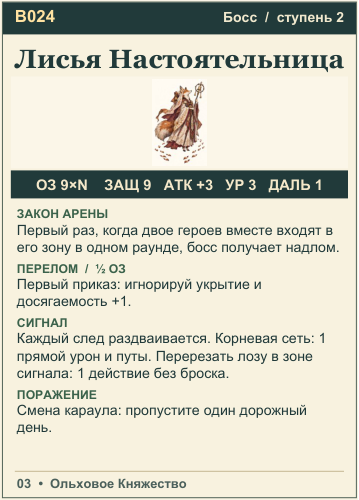 B024
Босс / ступень 2
Лисья Настоятельница
ОЗ 9×N ЗАЩ 9 АТК +3 УР 3 ДАЛЬ 1
ЗАКОН АРЕНЫ
Первый раз, когда двое героев вместе входят в
его зону в одном раунде, босс получает надлом.
ПЕРЕЛОМ / ½ ОЗ
Первый приказ: игнорируй укрытие и
досягаемость +1.
СИГНАЛ
Каждый след раздваивается. Корневая сеть: 1
прямой урон и путы. Перерезать лозу в зоне
сигнала: 1 действие без броска.
ПОРАЖЕНИЕ
Смена караула: пропустите один дорожный
день.
03 • Ольховое Княжество